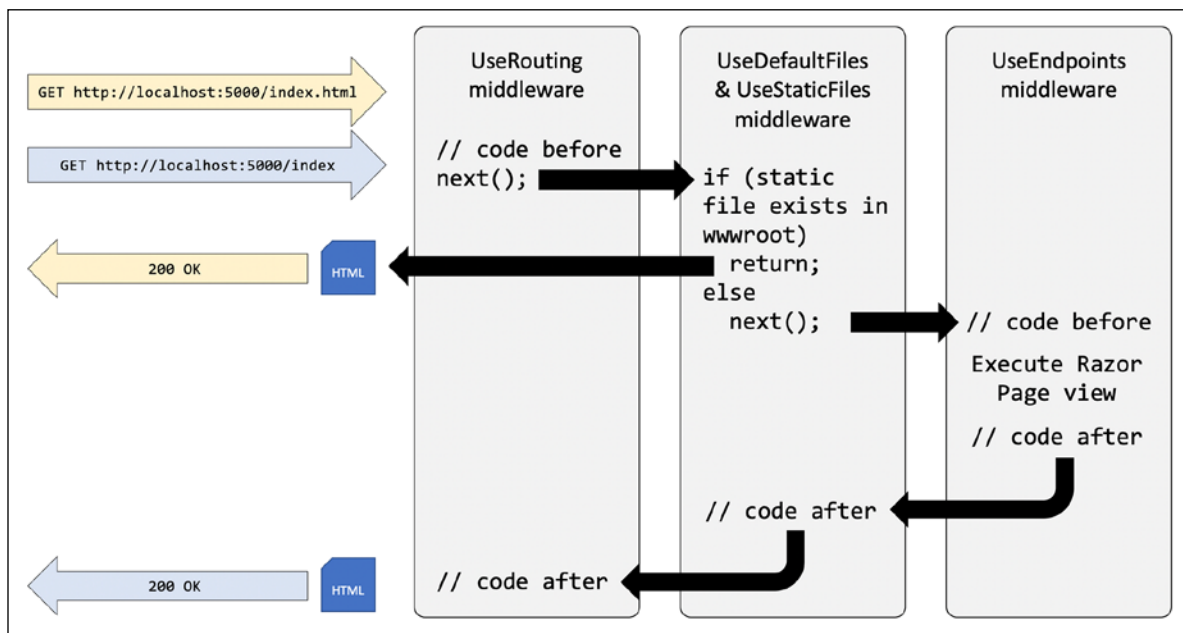 GET http://localhost:5000/index.html
GET http://localhost:5000/index
200 OK
HTML
200 OK
HTML
UseRouting
middleware
// code before
next();
// code after
UseDefaultFiles
& UseStaticFiles
middleware
if (static
file exists in
wwwroot)
return;
else
next();
// code after
UseEndpoints
middleware
// code before
Execute Razor
Page view
// code after